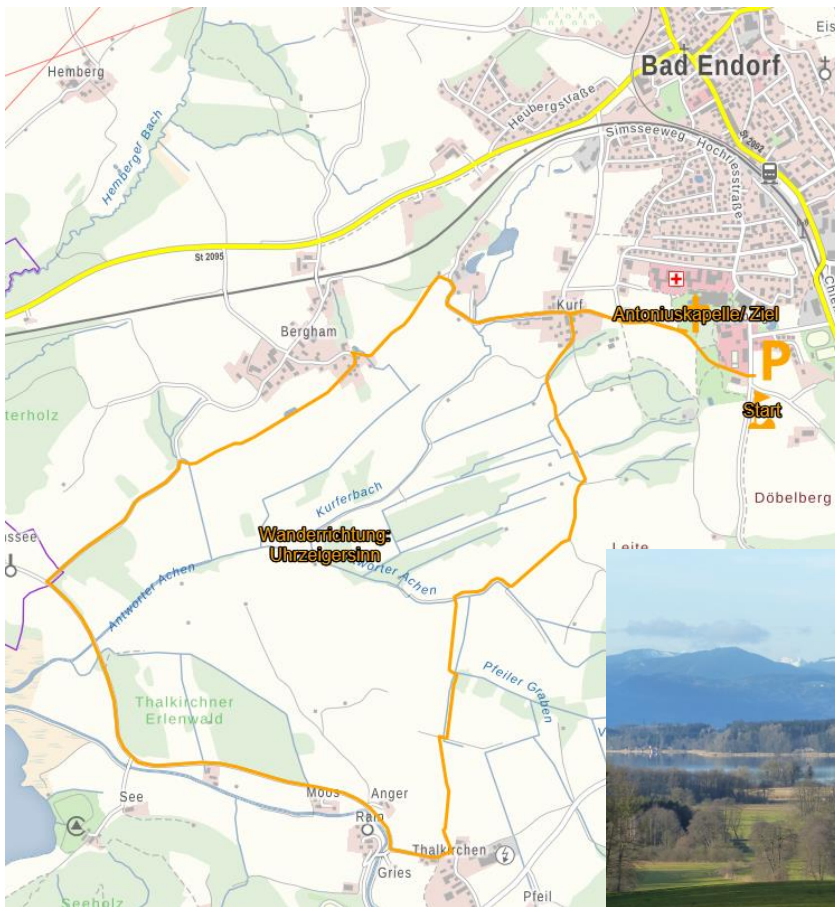 Eis
Hemberg
Bad Endorf
Heubergstraße
Hemberger Bach
Simsseeweg
Hochriesstraße
St 2092
St 2095
Chi
Kurf
Antoniuskapelle/ Ziel
Bergham
P
Start
terholz
Döbelberg
Kurferbach
Wanderrichtung:
Uhrzeigersinn
ssee
Leite
Antworter Achen
worter Achen
Pfeiler Graben
Thalkirchner
Erlenwald
See
Moos
Anger
Rain
Thalkirchen
Gries
Pfeil
Seeholz